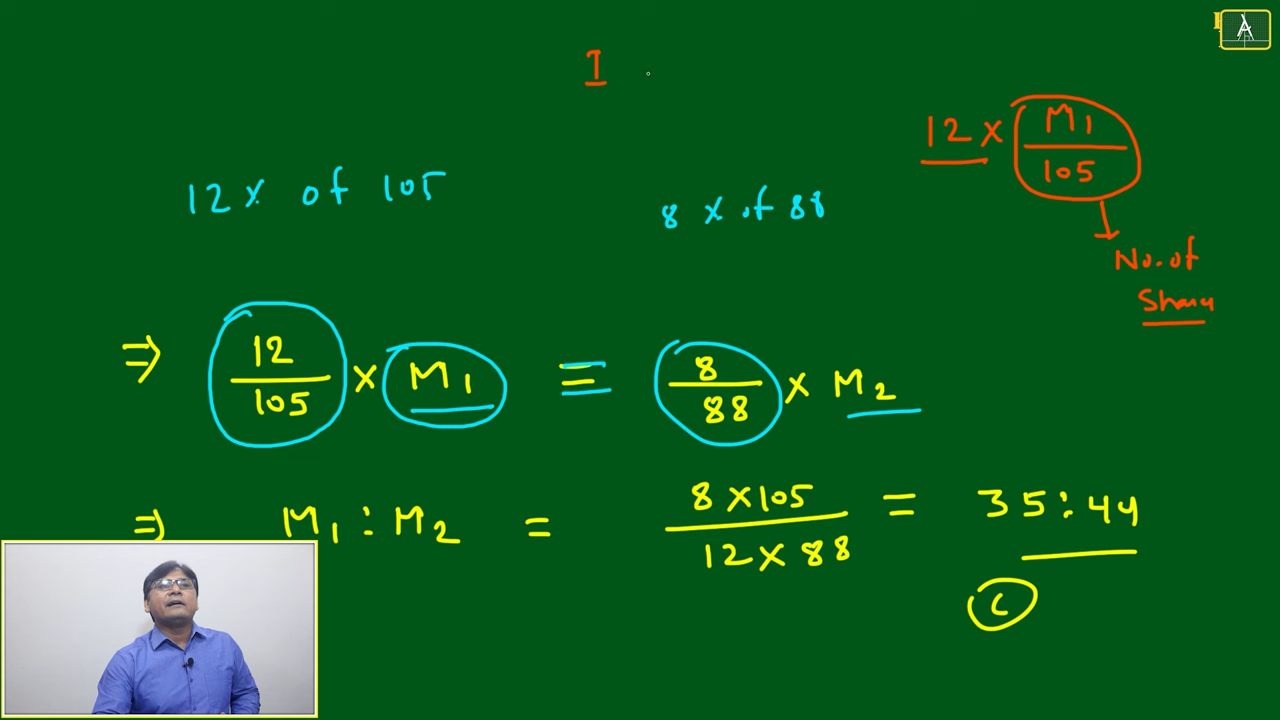 I
12 × M1/105
No. of
Shares
12% of 105
8 % of 88
⇒ 12/105 × M1 ≡ 8/88 × M2
⇒ M1 : M2 = 8×105/12×88 = 35:44
C